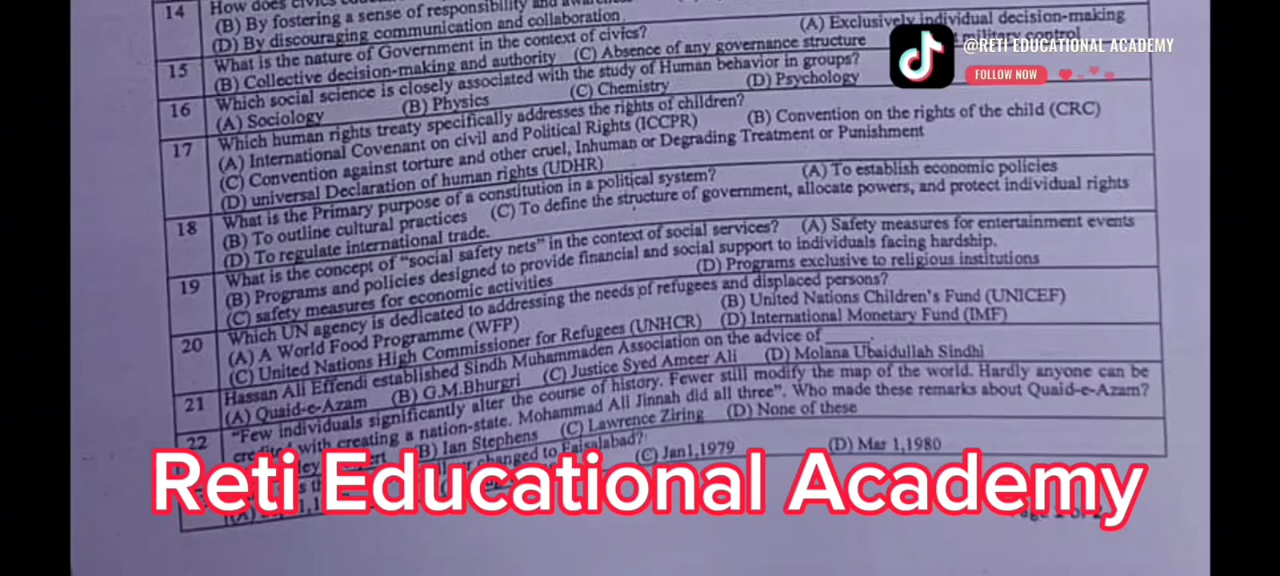 14 How does civics
(B) By fostering a sense of responsibility and
(D) By discouraging communication and collaboration (A) Exclusively individual decision-making
15 What is the nature of Government in the context of civics? military control
(B) Collective decision-making and authority (C) Absence of any governance structure
16 Which social science is closely associated with the study of Human behavior in groups?
(A) Sociology (B) Physics (C) Chemistry (D) Psychology
17 Which human rights treaty specifically addresses the rights of children?
(A) International Covenant on civil and Political Rights (ICCPR) (B) Convention on the rights of the child (CRC)
(C) Convention against torture and other cruel, Inhuman or Degrading Treatment or Punishment
(D) universal Declaration of human rights (UDHR)
18 What is the Primary purpose of a constitution in a political system? (A) To establish economic policies
(B) To outline cultural practices (C) To define the structure of government, allocate powers, and protect individual rights
(D) To regulate international trade.
19 What is the concept of "social safety nets" in the context of social services? (A) Safety measures for entertainment events
(B) Programs and policies designed to provide financial and social support to individuals facing hardship.
(C) safety measures for economic activities (D) Programs exclusive to religious institutions
20 Which UN agency is dedicated to addressing the needs of refugees and displaced persons?
(A) A World Food Programme (WFP) (B) United Nations Children's Fund (UNICEF)
(C) United Nations High Commissioner for Refugees (UNHCR) (D) International Monetary Fund (IMF)
21 Hassan Ali Effendi established Sindh Muhammaden Association on the advice of ____.
(A) Quaid-e-Azam (B) G.M.Bhurgri (C) Justice Syed Ameer Ali (D) Molana Ubaidullah Sindhi
22 "Few individuals significantly alter the course of history. Fewer still modify the map of the world. Hardly anyone can be
with creating a nation-state. Mohammad Ali Jinnah did all three". Who made these remarks about Quaid-e-Azam?
(B) Ian Stephens (C) Lawrence Ziring (D) None of these
changed to Faisalabad?
(C) Jan1,1979 (D) Mar 1,1980
@RETI EDUCATIONAL ACADEMY
FOLLOW NOW
Reti Educational Academy